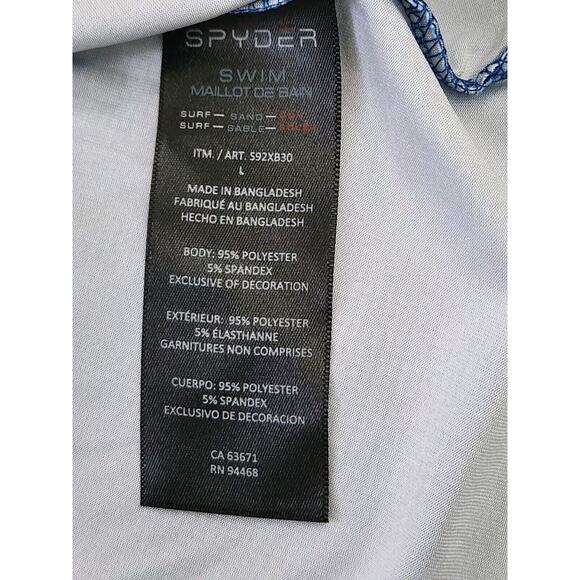 SPYDER
SWIM
MAILLOT DE BAIN
SURF— SAND— SUN
SURF— SABLE— SOLEIL
ITM. / ART. S92XB30
L
MADE IN BANGLADESH
FABRIQUÉ AU BANGLADESH
HECHO EN BANGLADESH
BODY: 95% POLYESTER
5% SPANDEX
EXCLUSIVE OF DECORATION
EXTÉRIEUR: 95% POLYESTER
5% ÉLASTHANNE
GARNITURES NON COMPRISES
CUERPO: 95% POLYESTER
5% SPANDEX
EXCLUSIVO DE DECORACION
CA 63671
RN 94468